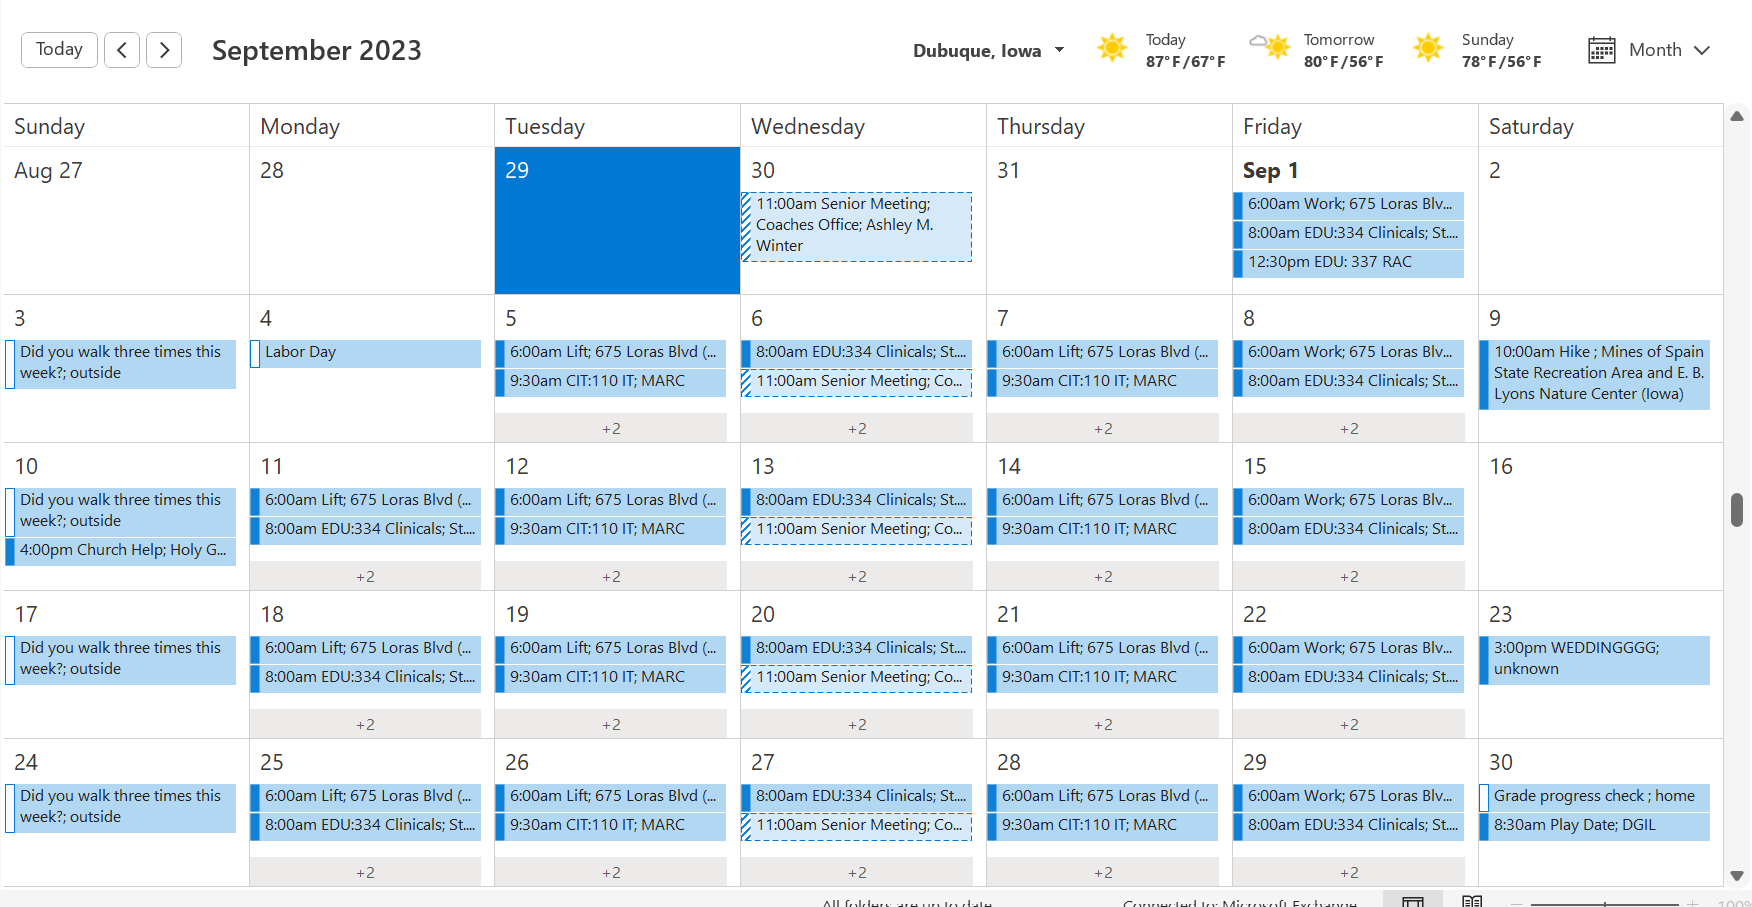 Today
September 2023
Dubuque, Iowa
Today
87°F/67°F
Tomorrow
80°F/56°F
Sunday
78°F/56°F
Month
Sunday Monday Tuesday Wednesday Thursday Friday Saturday
Aug 27
28
29
30
11:00am Senior Meeting;
Coaches Office; Ashley M.
Winter
31
Sep 1
6:00am Work; 675 Loras Blv...
8:00am EDU:334 Clinicals; St....
12:30pm EDU: 337 RAC
2
3
Did you walk three times this
week?; outside
4
Labor Day
5
6:00am Lift; 675 Loras Blvd (...
9:30am CIT:110 IT; MARC
+2
6
8:00am EDU:334 Clinicals; St....
11:00am Senior Meeting; Co...
+2
7
6:00am Lift; 675 Loras Blvd (...
9:30am CIT:110 IT; MARC
+2
8
6:00am Work; 675 Loras Blv...
8:00am EDU:334 Clinicals; St....
+2
9
10:00am Hike ; Mines of Spain
State Recreation Area and E. B.
Lyons Nature Center (Iowa)
10
Did you walk three times this
week?; outside
4:00pm Church Help; Holy G...
11
6:00am Lift; 675 Loras Blvd (...
8:00am EDU:334 Clinicals; St....
+2
12
6:00am Lift; 675 Loras Blvd (...
9:30am CIT:110 IT; MARC
+2
13
8:00am EDU:334 Clinicals; St....
11:00am Senior Meeting; Co...
+2
14
6:00am Lift; 675 Loras Blvd (...
9:30am CIT:110 IT; MARC
+2
15
6:00am Work; 675 Loras Blv...
8:00am EDU:334 Clinicals; St....
+2
16
17
Did you walk three times this
week?; outside
18
6:00am Lift; 675 Loras Blvd (...
8:00am EDU:334 Clinicals; St....
+2
19
6:00am Lift; 675 Loras Blvd (...
9:30am CIT:110 IT; MARC
+2
20
8:00am EDU:334 Clinicals; St....
11:00am Senior Meeting; Co...
+2
21
6:00am Lift; 675 Loras Blvd (...
9:30am CIT:110 IT; MARC
+2
22
6:00am Work; 675 Loras Blv...
8:00am EDU:334 Clinicals; St....
+2
23
3:00pm WEDDINGGGG;
unknown
24
Did you walk three times this
week?; outside
25
6:00am Lift; 675 Loras Blvd (...
8:00am EDU:334 Clinicals; St....
+2
26
6:00am Lift; 675 Loras Blvd (...
9:30am CIT:110 IT; MARC
+2
27
8:00am EDU:334 Clinicals; St....
11:00am Senior Meeting; Co...
+2
28
6:00am Lift; 675 Loras Blvd (...
9:30am CIT:110 IT; MARC
+2
29
6:00am Work; 675 Loras Blv...
8:00am EDU:334 Clinicals; St....
+2
30
Grade progress check ; home
8:30am Play Date; DGIL
All folders are up to date.
Connected to: Microsoft Exchange
100%